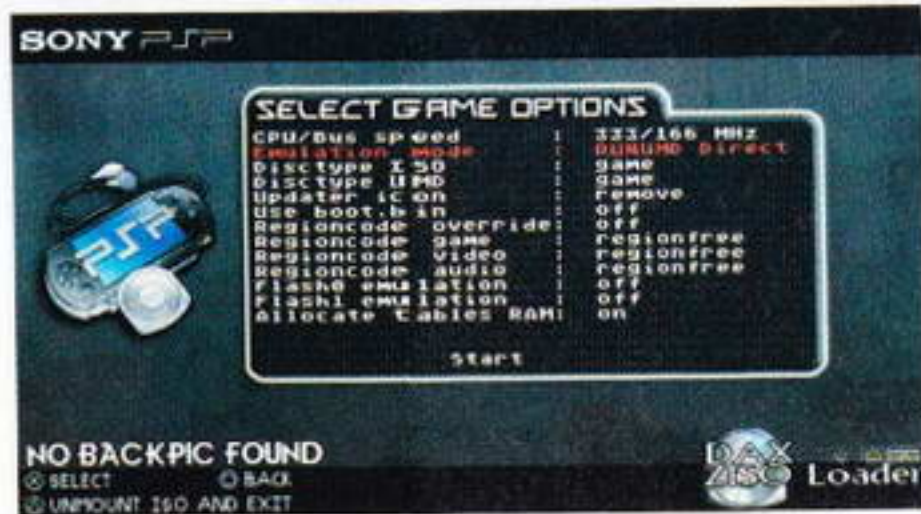 SONY PSP
SELECT GAME OPTIONS
CPU/Bus speed : 333/166 MHz
Emulation Mode : RUNUMD Direct
Disctype ISO : game
Disctype UMD : game
Updater icon : remove
Use boot.bin : off
Regioncode override: off
Regioncode game : regionfree
Regioncode video : regionfree
Regioncode audio : regionfree
Flash0 emulation : off
Flash1 emulation : off
Allocate tables RAM: on
Start
NO BACKPIC FOUND
SELECT BACK
UNMOUNT ISO AND EXIT
DAX
ZISO Loader